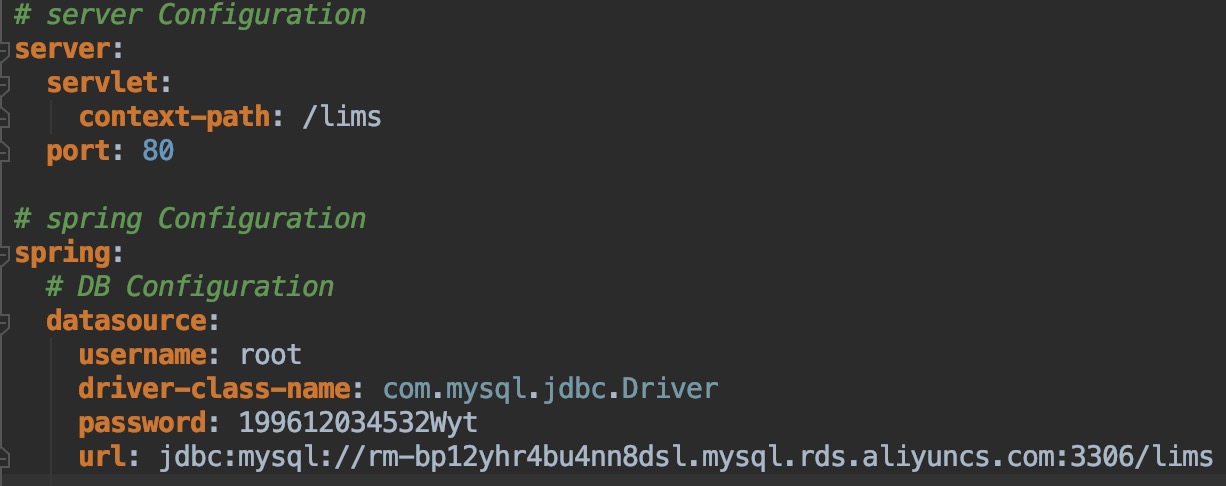 # server Configuration
server:
  servlet:
    context-path: /lims
  port: 80

# spring Configuration
spring:
  # DB Configuration
  datasource:
    username: root
    driver-class-name: com.mysql.jdbc.Driver
    password: 199612034532Wyt
    url: jdbc:mysql://rm-bp12yhr4bu4nn8dsl.mysql.rds.aliyuncs.com:3306/lims